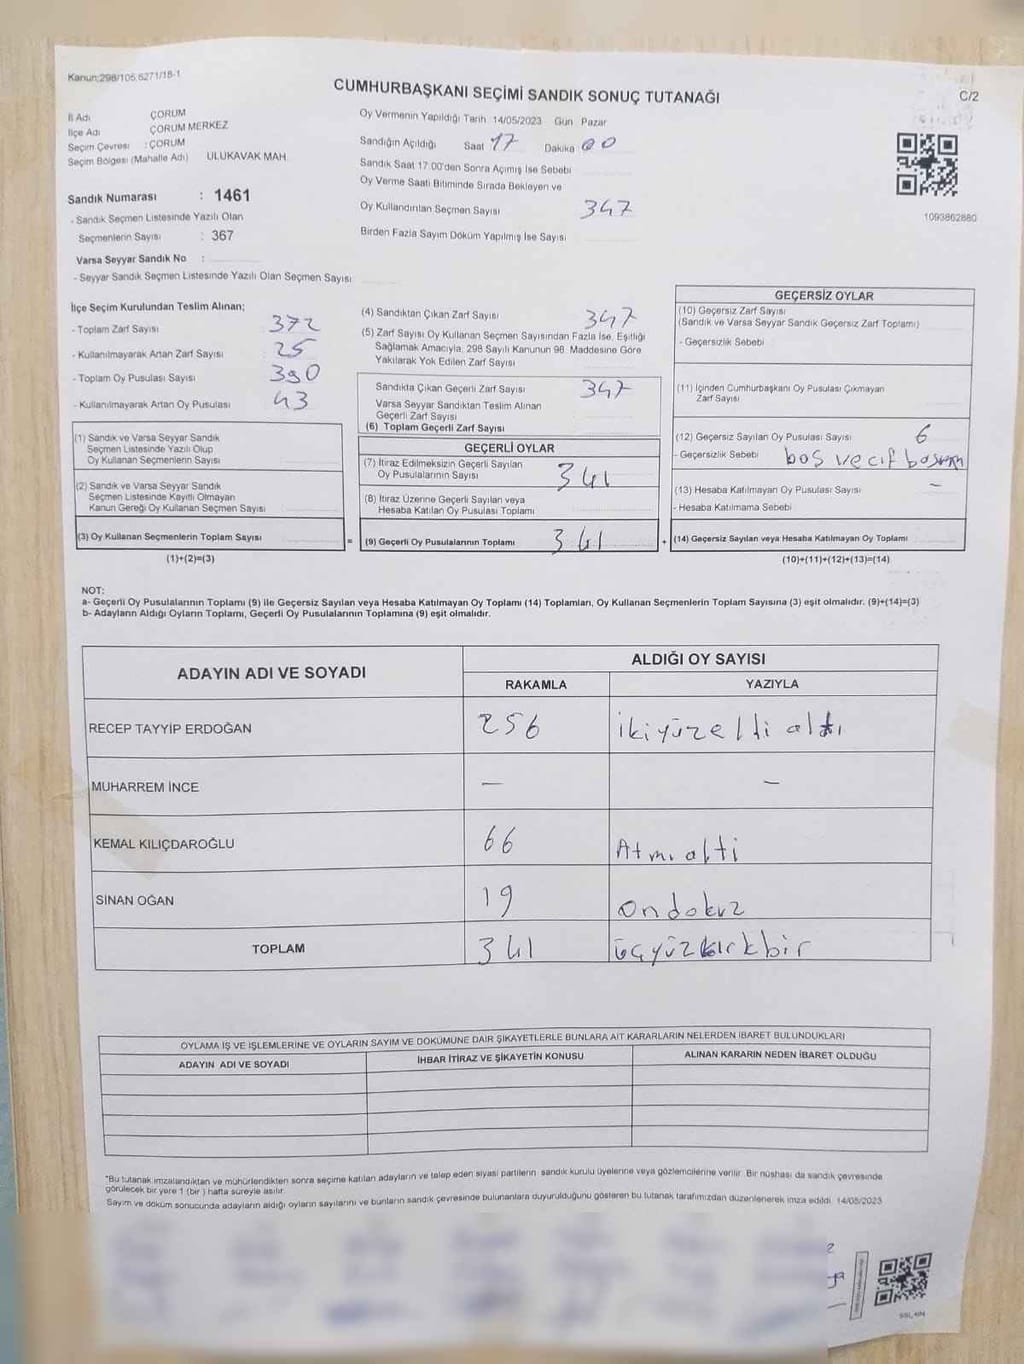 Kanun:298/105,6271/18-1
CUMHURBAŞKANI SEÇİMİ SANDIK SONUÇ TUTANAĞI
C/2
İl Adı ÇORUM
İlçe Adı ÇORUM MERKEZ
Seçim Çevresi : ÇORUM
Seçim Bölgesi (Mahalle Adı) ULUKAVAK MAH.
Sandık Numarası : 1461
- Sandık Seçmen Listesinde Yazılı Olan
Seçmenlerin Sayısı : 367
Varsa Seyyar Sandık No :
- Seyyar Sandık Seçmen Listesinde Yazılı Olan Seçmen Sayısı
Oy Vermenin Yapıldığı Tarih 14/05/2023 Gün Pazar
Sandığın Açıldığı Saat 17 Dakika 00
Sandık Saat 17:00'den Sonra Açımış İse Sebebi
Oy Verme Saati Bitiminde Sırada Bekleyen ve
Oy Kullandırılan Seçmen Sayısı 347
Birden Fazla Sayım Döküm Yapılmış İse Sayısı
1093862880
İlçe Seçim Kurulundan Teslim Alınan;
- Toplam Zarf Sayısı 372
- Kullanılmayarak Artan Zarf Sayısı 25
- Toplam Oy Pusulası Sayısı 390
- Kullanılmayarak Artan Oy Pusulası 43
(1) Sandık ve Varsa Seyyar Sandık
Seçmen Listesinde Yazılı Olup
Oy Kullanan Seçmenlerin Sayısı
(2) Sandık ve Varsa Seyyar Sandık
Seçmen Listesinde Kayıtlı Olmayan
Kanun Gereği Oy Kullanan Seçmen Sayısı
(3) Oy Kullanan Seçmenlerin Toplam Sayısı
(1)+(2)=(3)
=
(4) Sandıktan Çıkan Zarf Sayısı 347
(5) Zarf Sayısı Oy Kullanan Seçmen Sayısından Fazla İse, Eşitliği
Sağlamak Amacıyla, 298 Sayılı Kanunun 98. Maddesine Göre
Yakılarak Yok Edilen Zarf Sayısı
Sandıkta Çıkan Geçerli Zarf Sayısı 347
Varsa Seyyar Sandıktan Teslim Alınan
Geçerli Zarf Sayısı
(6) Toplam Geçerli Zarf Sayısı
GEÇERLİ OYLAR
(7) İtiraz Edilmeksizin Geçerli Sayılan
Oy Pusulalarının Sayısı 341
(8) İtiraz Üzerine Geçerli Sayılan veya
Hesaba Katılan Oy Pusulası Toplamı
(9) Geçerli Oy Pusulalarının Toplamı 341
+
GEÇERSİZ OYLAR
(10) Geçersiz Zarf Sayısı
(Sandık ve Varsa Seyyar Sandık Geçersiz Zarf Toplamı)
- Geçersizlik Sebebi
(11) İçinden Cumhurbaşkanı Oy Pusulası Çıkmayan
Zarf Sayısı
(12) Geçersiz Sayılan Oy Pusulası Sayısı 6
- Geçersizlik Sebebi boş ve cif
(13) Hesaba Katılmayan Oy Pusulası Sayısı –
- Hesaba Katılmama Sebebi
(14) Geçersiz Sayılan veya Hesaba Katılmayan Oy Toplamı
(10)+(11)+(12)+(13)=(14)
NOT:
a- Geçerli Oy Pusulalarının Toplamı (9) ile Geçersiz Sayılan veya Hesaba Katılmayan Oy Toplamı (14) Toplamları, Oy Kullanan Seçmenlerin Toplam Sayısına (3) eşit olmalıdır. (9)+(14)=(3)
b- Adayların Aldığı Oyların Toplamı, Geçerli Oy Pusulalarının Toplamına (9) eşit olmalıdır.
ADAYIN ADI VE SOYADI ALDIĞI OY SAYISI
RAKAMLA YAZIYLA
RECEP TAYYİP ERDOĞAN 256 ikiyüzelli altı
MUHARREM İNCE – –
KEMAL KILIÇDAROĞLU 66 Atmı altı
SİNAN OĞAN 19 ondokuz
TOPLAM 341 üçyüzkırkbir
OYLAMA İŞ VE İŞLEMLERİNE VE OYLARIN SAYIM VE DÖKÜMÜNE DAİR ŞİKAYETLERLE BUNLARA AİT KARARLARIN NELERDEN İBARET BULUNDUKLARI
ADAYIN ADI VE SOYADI İHBAR İTİRAZ VE ŞİKAYETİN KONUSU ALINAN KARARIN NEDEN İBARET OLDUĞU
*Bu tutanak imzalandıktan ve mühürlendikten sonra seçime katılan adayların ve talep eden siyasi partilerin sandık kurulu üyelerine veya gözlemcilerine verilir. Bir nüshası da sandık çevresinde
görülecek bir yere 1 (bir ) hafta süreyle asılır.
Sayım ve döküm sonucunda adayların aldığı oyların sayılarını ve bunların sandık çevresinde bulunanlara duyurulduğunu gösteren bu tutanak tarafımızdan düzenlenerek imza edildi. 14/05/2023